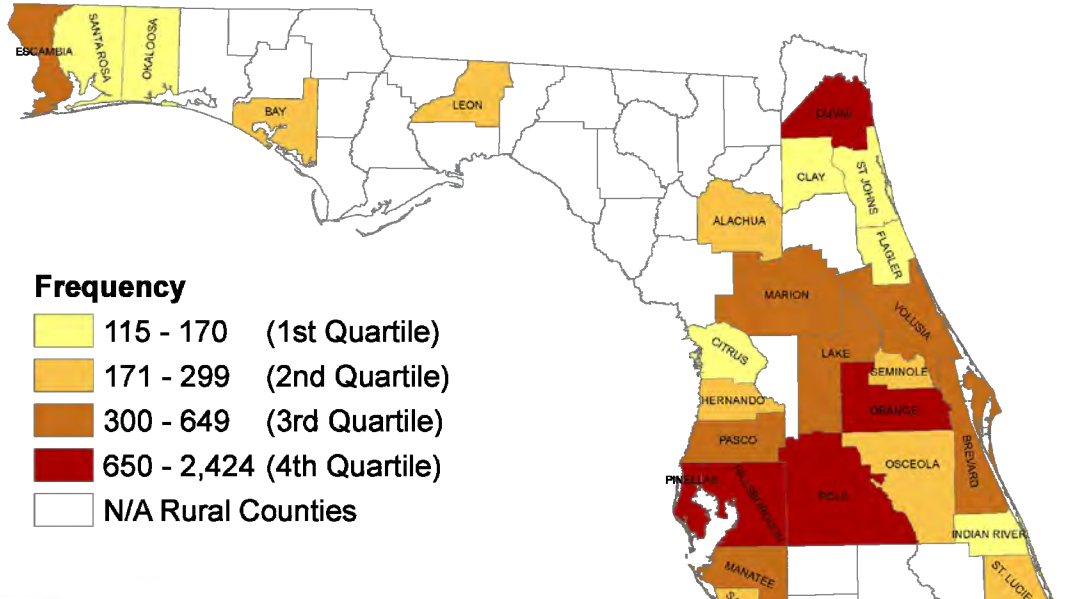 ESCAMBIA
SANTA ROSA
OKALOOSA
BAY
LEON
DUVAL
CLAY
ST JOHNS
ALACHUA
FLAGLER
MARION
VOLUSIA
CITRUS
LAKE
SEMINOLE
HERNANDO
ORANGE
PASCO
BREVARD
OSCEOLA
PINELLAS
HILLSBOROUGH
POLK
INDIAN RIVER
MANATEE
ST. LUCIE
Frequency
115 - 170 (1st Quartile)
171 - 299 (2nd Quartile)
300 - 649 (3rd Quartile)
650 - 2,424 (4th Quartile)
N/A Rural Counties